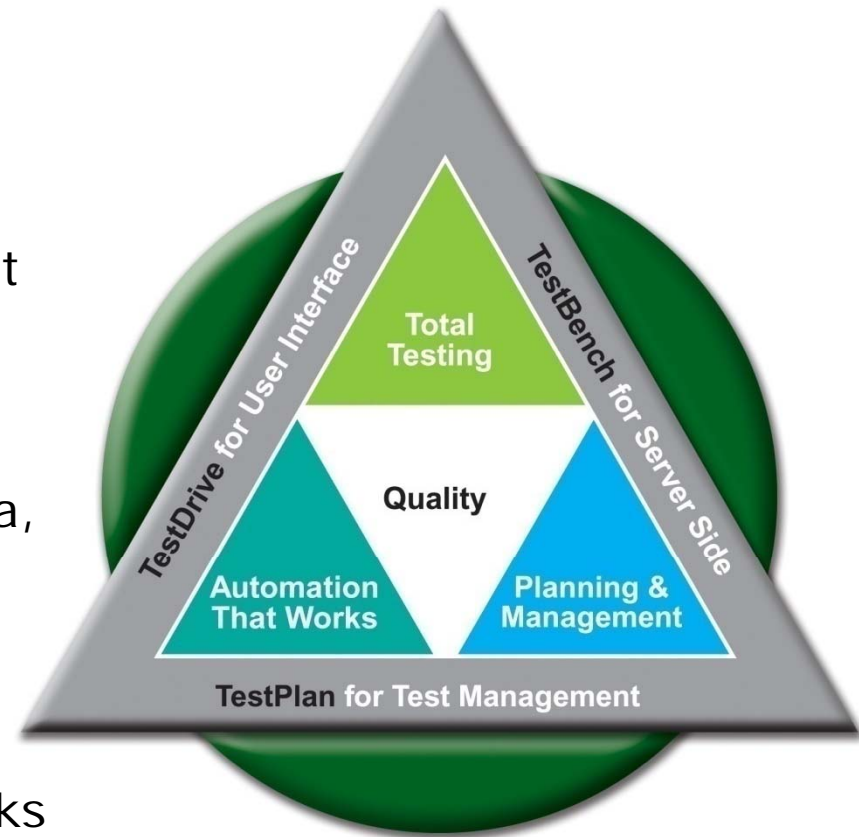 t
a,
ks
TestDrive for User Interface
TestBench for Server Side
Total
Testing
Quality
Automation
That Works
Planning &
Management
TestPlan for Test Management